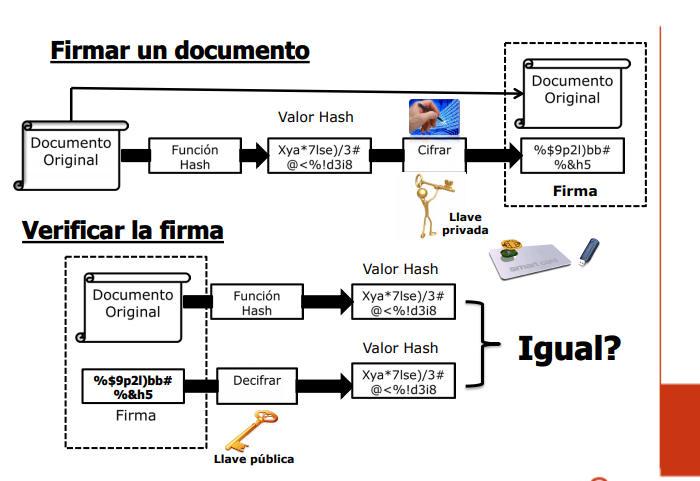 Firmar un documento
Documento
Original
Función
Hash
Valor Hash
Xya*7lse)/3#
@<%!d3i8
Cifrar
Llave
privada
Documento
Original
%$9p2l)bb#
%&h5
Firma
Verificar la firma
smart card
Documento
Original
Función
Hash
Valor Hash
Xya*7lse)/3#
@<%!d3i8
%$9p2l)bb#
%&h5
Firma
Decifrar
Llave pública
Valor Hash
Xya*7lse)/3#
@<%!d3i8
Igual?